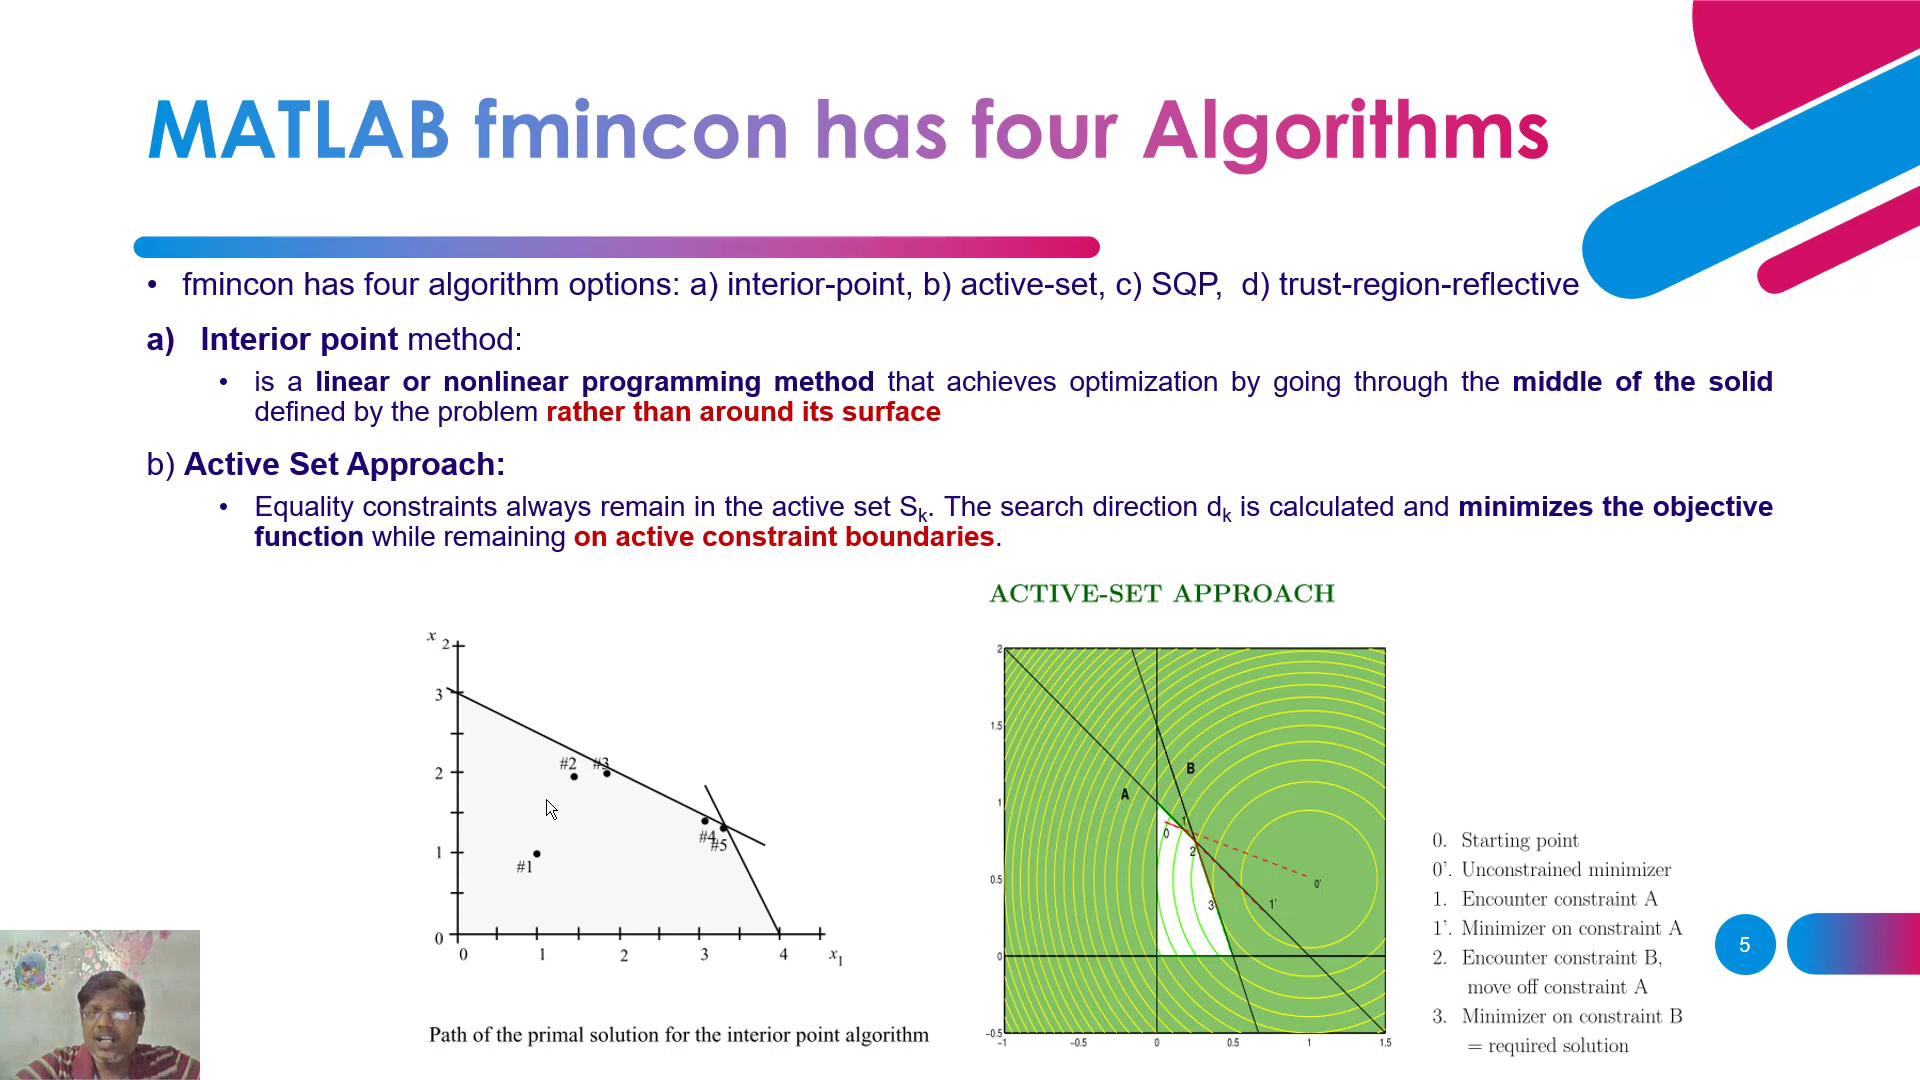 MATLAB fmincon has four Algorithms
• fmincon has four algorithm options: a) interior-point, b) active-set, c) SQP, d) trust-region-reflective
a) Interior point method:
• is a linear or nonlinear programming method that achieves optimization by going through the middle of the solid
defined by the problem rather than around its surface
b) Active Set Approach:
• Equality constraints always remain in the active set Sk. The search direction dk is calculated and minimizes the objective
function while remaining on active constraint boundaries.
x 2
3
2
1
0
#2 #3
#4
#5
#1
0 1 2 3 4 x1
Path of the primal solution for the interior point algorithm
ACTIVE-SET APPROACH
2
1.5
1
0.5
0
−0.5
B
A
1
0
2
0'
3
1'
−1 −0.5 0 0.5 1 1.5
0. Starting point
0'. Unconstrained minimizer
1. Encounter constraint A
1'. Minimizer on constraint A
2. Encounter constraint B,
move off constraint A
3. Minimizer on constraint B
= required solution
5